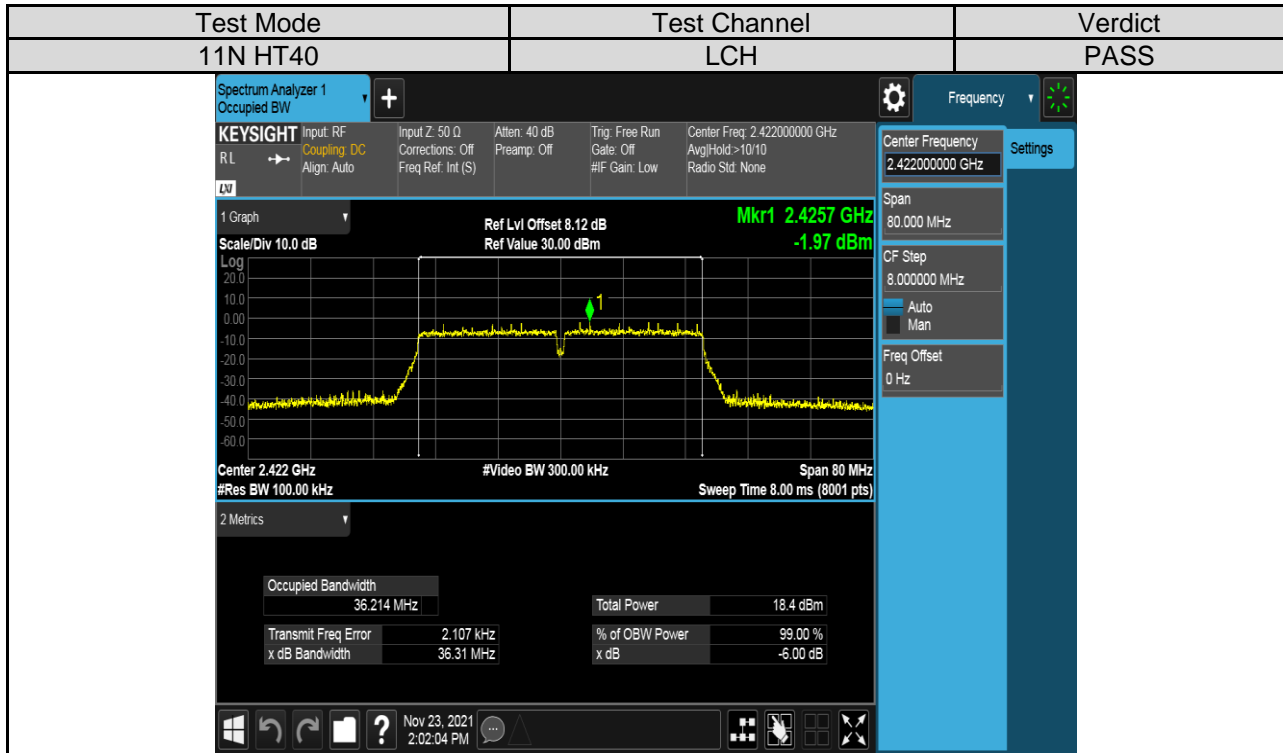 Test Mode Test Channel Verdict
11N HT40 LCH PASS
Spectrum Analyzer 1
Occupied BW
+
Frequency
KEYSIGHT Input: RF Input Z: 50 Ω Atten: 40 dB Trig: Free Run Center Freq: 2.422000000 GHz
Coupling: DC Corrections: Off Preamp: Off Gate: Off Avg|Hold:>10/10
RL Align: Auto Freq Ref: Int (S) #IF Gain: Low Radio Std: None
LXI
Center Frequency
2.422000000 GHz
Settings
Span
80.000 MHz
CF Step
8.000000 MHz
Auto
Man
Freq Offset
0 Hz
1 Graph Ref Lvl Offset 8.12 dB Mkr1 2.4257 GHz
Scale/Div 10.0 dB Ref Value 30.00 dBm -1.97 dBm
Log
20.0
10.0
1
0.00
-10.0
-20.0
-30.0
-40.0
-50.0
-60.0
Center 2.422 GHz #Video BW 300.00 kHz Span 80 MHz
#Res BW 100.00 kHz Sweep Time 8.00 ms (8001 pts)
2 Metrics
Occupied Bandwidth
36.214 MHz Total Power 18.4 dBm
Transmit Freq Error 2.107 kHz % of OBW Power 99.00 %
x dB Bandwidth 36.31 MHz x dB -6.00 dB
? Nov 23, 2021
2:02:04 PM